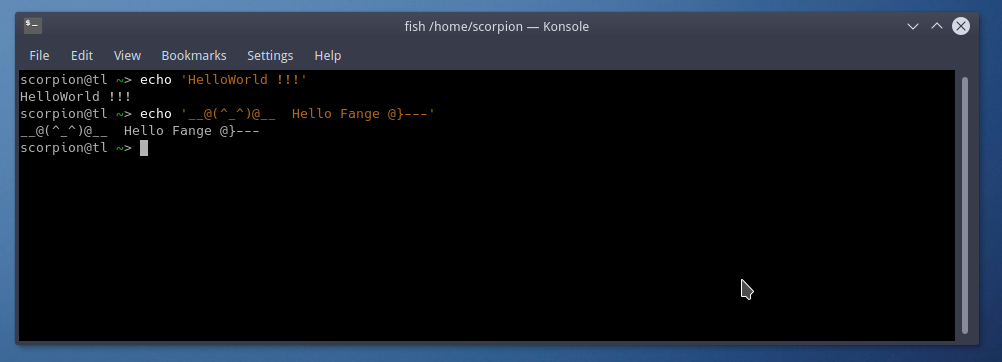 fish /home/scorpion — Konsole
File Edit View Bookmarks Settings Help
scorpion@tl ~> echo 'HelloWorld !!!'
HelloWorld !!!
scorpion@tl ~> echo '__@(^_^)@__  Hello Fange @}---'
__@(^_^)@__  Hello Fange @}---
scorpion@tl ~>